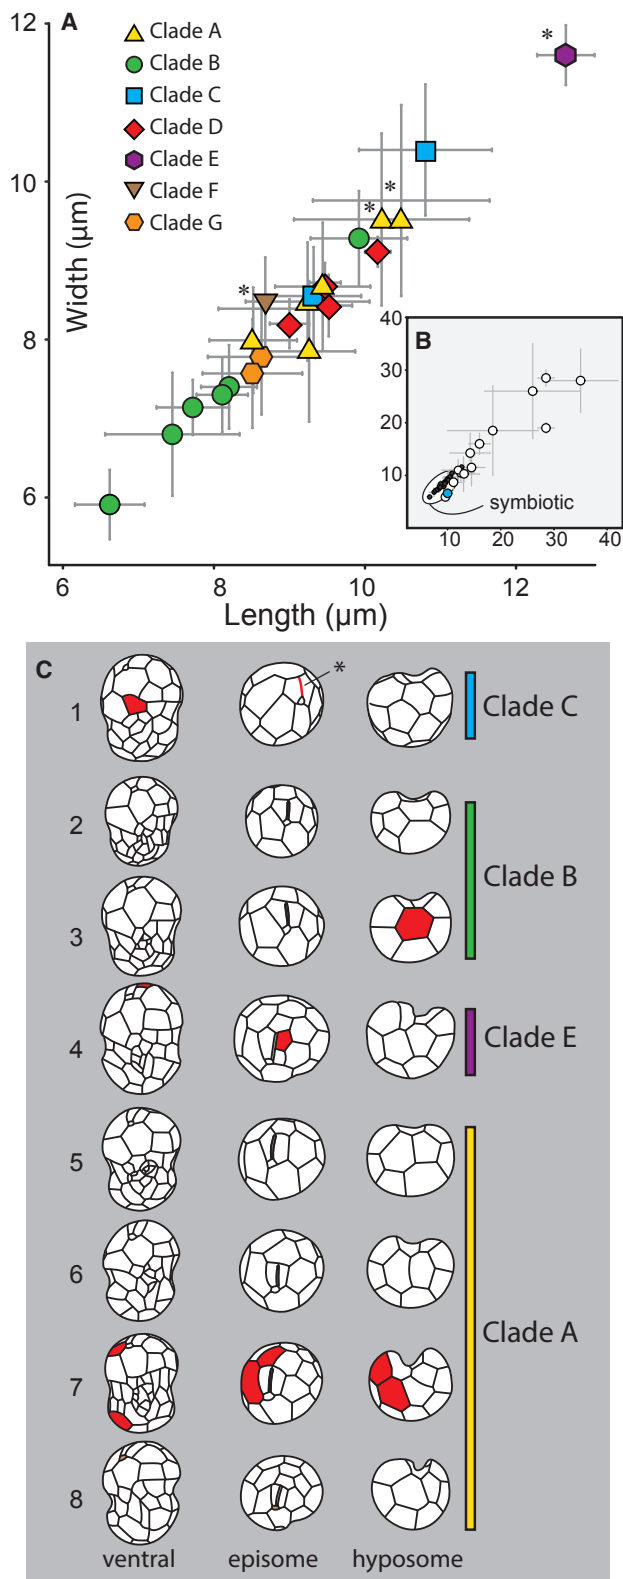 A
Clade A
Clade B
Clade C
Clade D
Clade E
Clade F
Clade G
*
*
*
*
12
10
8
6
Width (µm)
6 8 10 12
Length (µm)
B
40
30
20
10
symbiotic
10 20 30 40
C
*
1
Clade C
2
Clade B
3
4
Clade E
5
6
Clade A
7
8
ventral episome hyposome